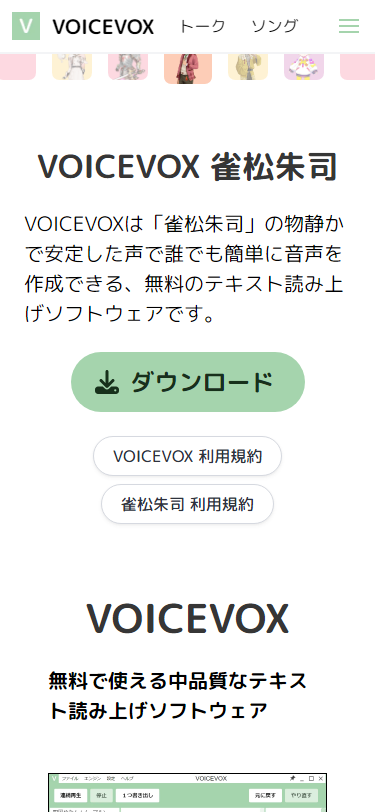 V VOICEVOX トーク ソング
VOICEVOX 雀松朱司
VOICEVOXは「雀松朱司」の物静か
で安定した声で誰でも簡単に音声を
作成できる、無料のテキスト読み上
げソフトウェアです。
ダウンロード
VOICEVOX 利用規約
雀松朱司 利用規約
VOICEVOX
無料で使える中品質なテキス
ト読み上げソフトウェア
V ファイル エンジン 設定 ヘルプ VOICEVOX
連続再生 停止 1つ書き出し 元に戻す やり直す